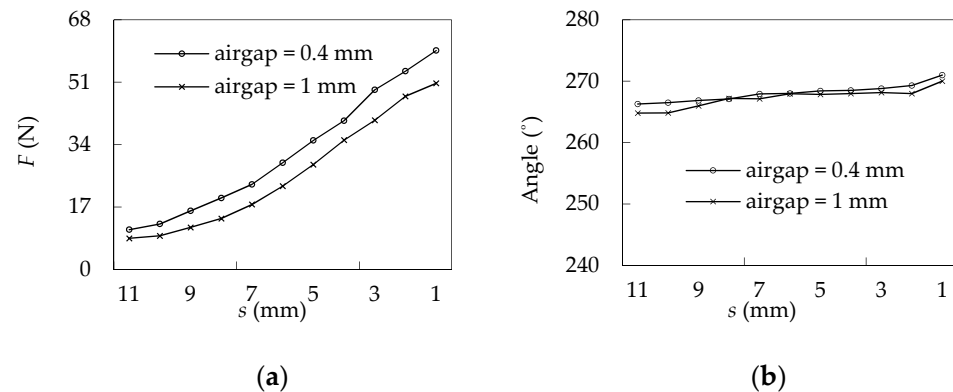 68
51
34
17
0
F (N)
airgap = 0.4 mm
airgap = 1 mm
11 9 7 5 3 1
s (mm)
(a)
280
270
260
250
240
Angle (°)
airgap = 0.4 mm
airgap = 1 mm
11 9 7 5 3 1
s (mm)
(b)